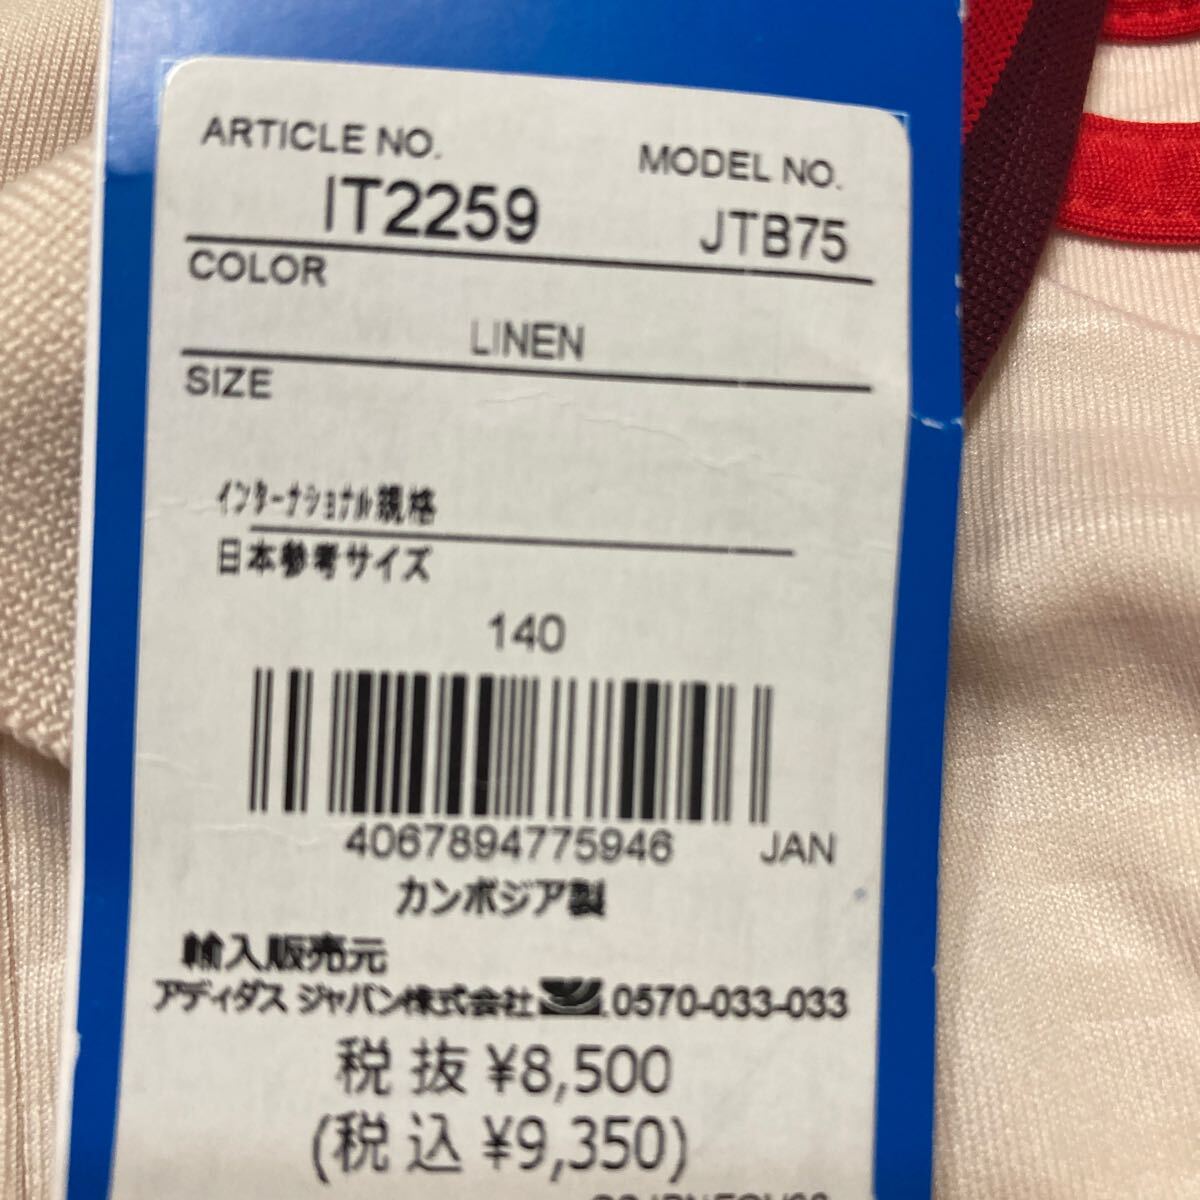 ARTICLE NO.
MODEL NO.
IT2259
JTB75
COLOR
LINEN
SIZE
インターナショナル規格
日本参考サイズ
140
4067894775946 JAN
カンボジア製
輸入販売元
アディダス ジャパン株式会社 0570-033-033
税抜 ¥8,500
(税込 ¥9,350)